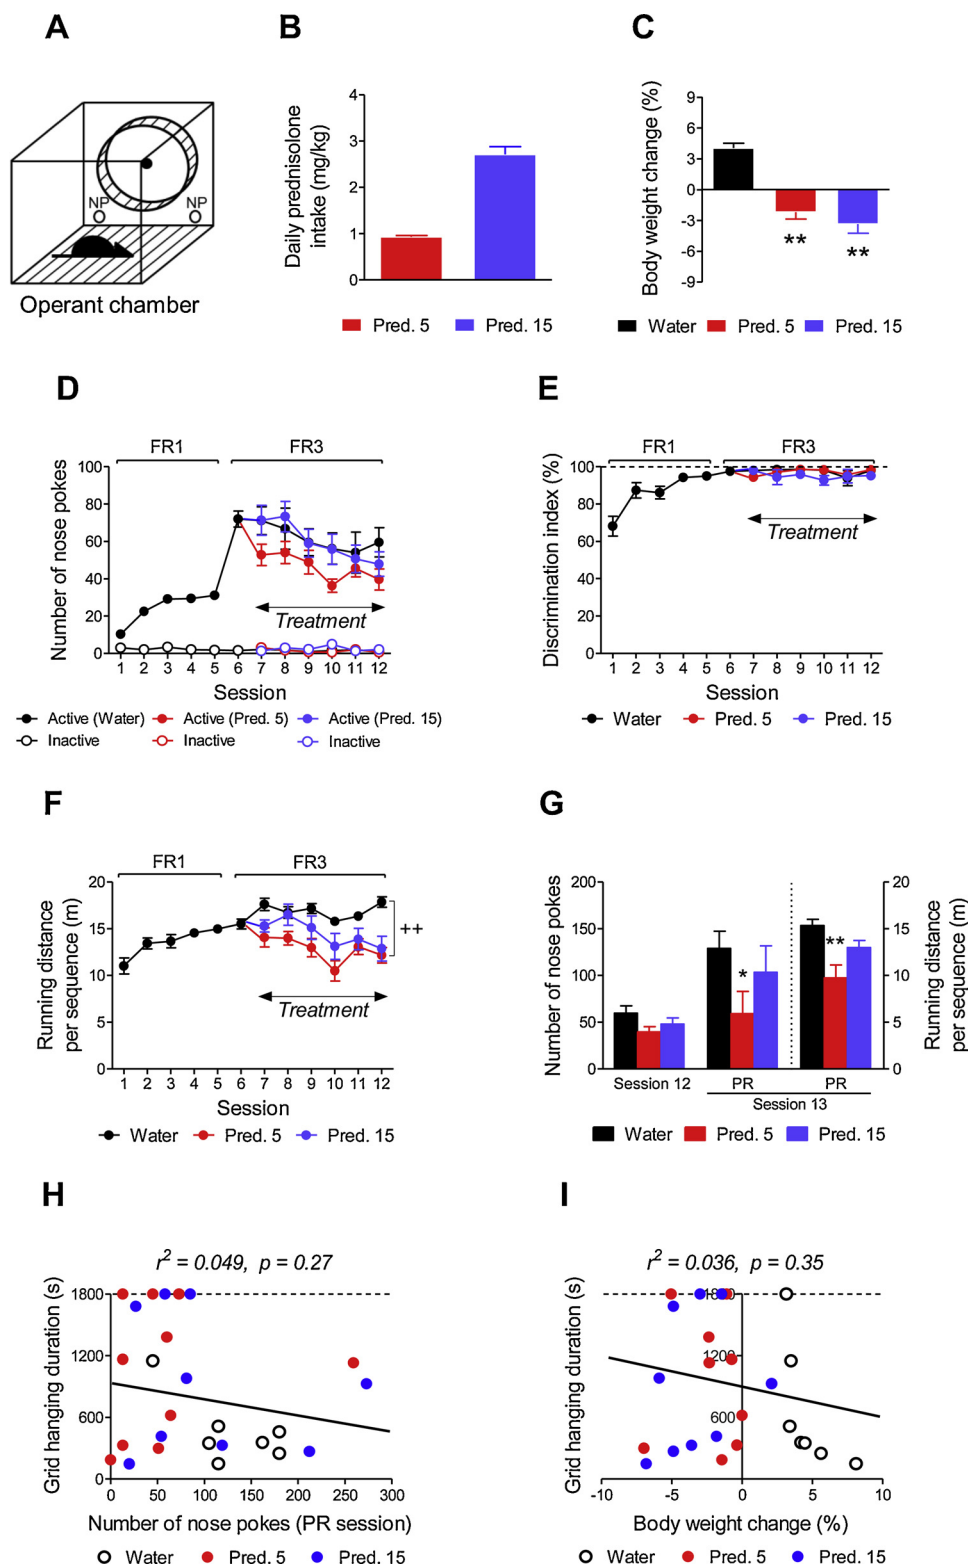 A
NP NP
Operant chamber
B
Daily prednisolone
intake (mg/kg)
4
3
2
1
0
Pred. 5 Pred. 15
C
Body weight change (%)
9
6
3
0
-3
-6
-9
** **
Water Pred. 5 Pred. 15
D
FR1 FR3
Number of nose pokes
100
80
60
40
20
0
Treatment
1 2 3 4 5 6 7 8 9 10 11 12
Session
Active (Water) Active (Pred. 5) Active (Pred. 15)
Inactive Inactive Inactive
E
FR1 FR3
Discrimination index (%)
100
80
60
40
20
0
Treatment
1 2 3 4 5 6 7 8 9 10 11 12
Session
Water Pred. 5 Pred. 15
F
FR1 FR3
Running distance
per sequence (m)
20
15
10
5
0
++
Treatment
1 2 3 4 5 6 7 8 9 10 11 12
Session
Water Pred. 5 Pred. 15
G
Number of nose pokes
200
150
100
50
0
* **
20
15
10
5
0
Running distance
per sequence (m)
Session 12 PR PR
Session 13
Water Pred. 5 Pred. 15
H
r2 = 0.049, p = 0.27
Grid hanging duration (s)
1800
1200
600
0
0 50 100 150 200 250 300
Number of nose pokes (PR session)
Water Pred. 5 Pred. 15
I
r2 = 0.036, p = 0.35
Grid hanging duration (s)
1800
1200
600
-10 -5 0 5 10
Body weight change (%)
Water Pred. 5 Pred. 15